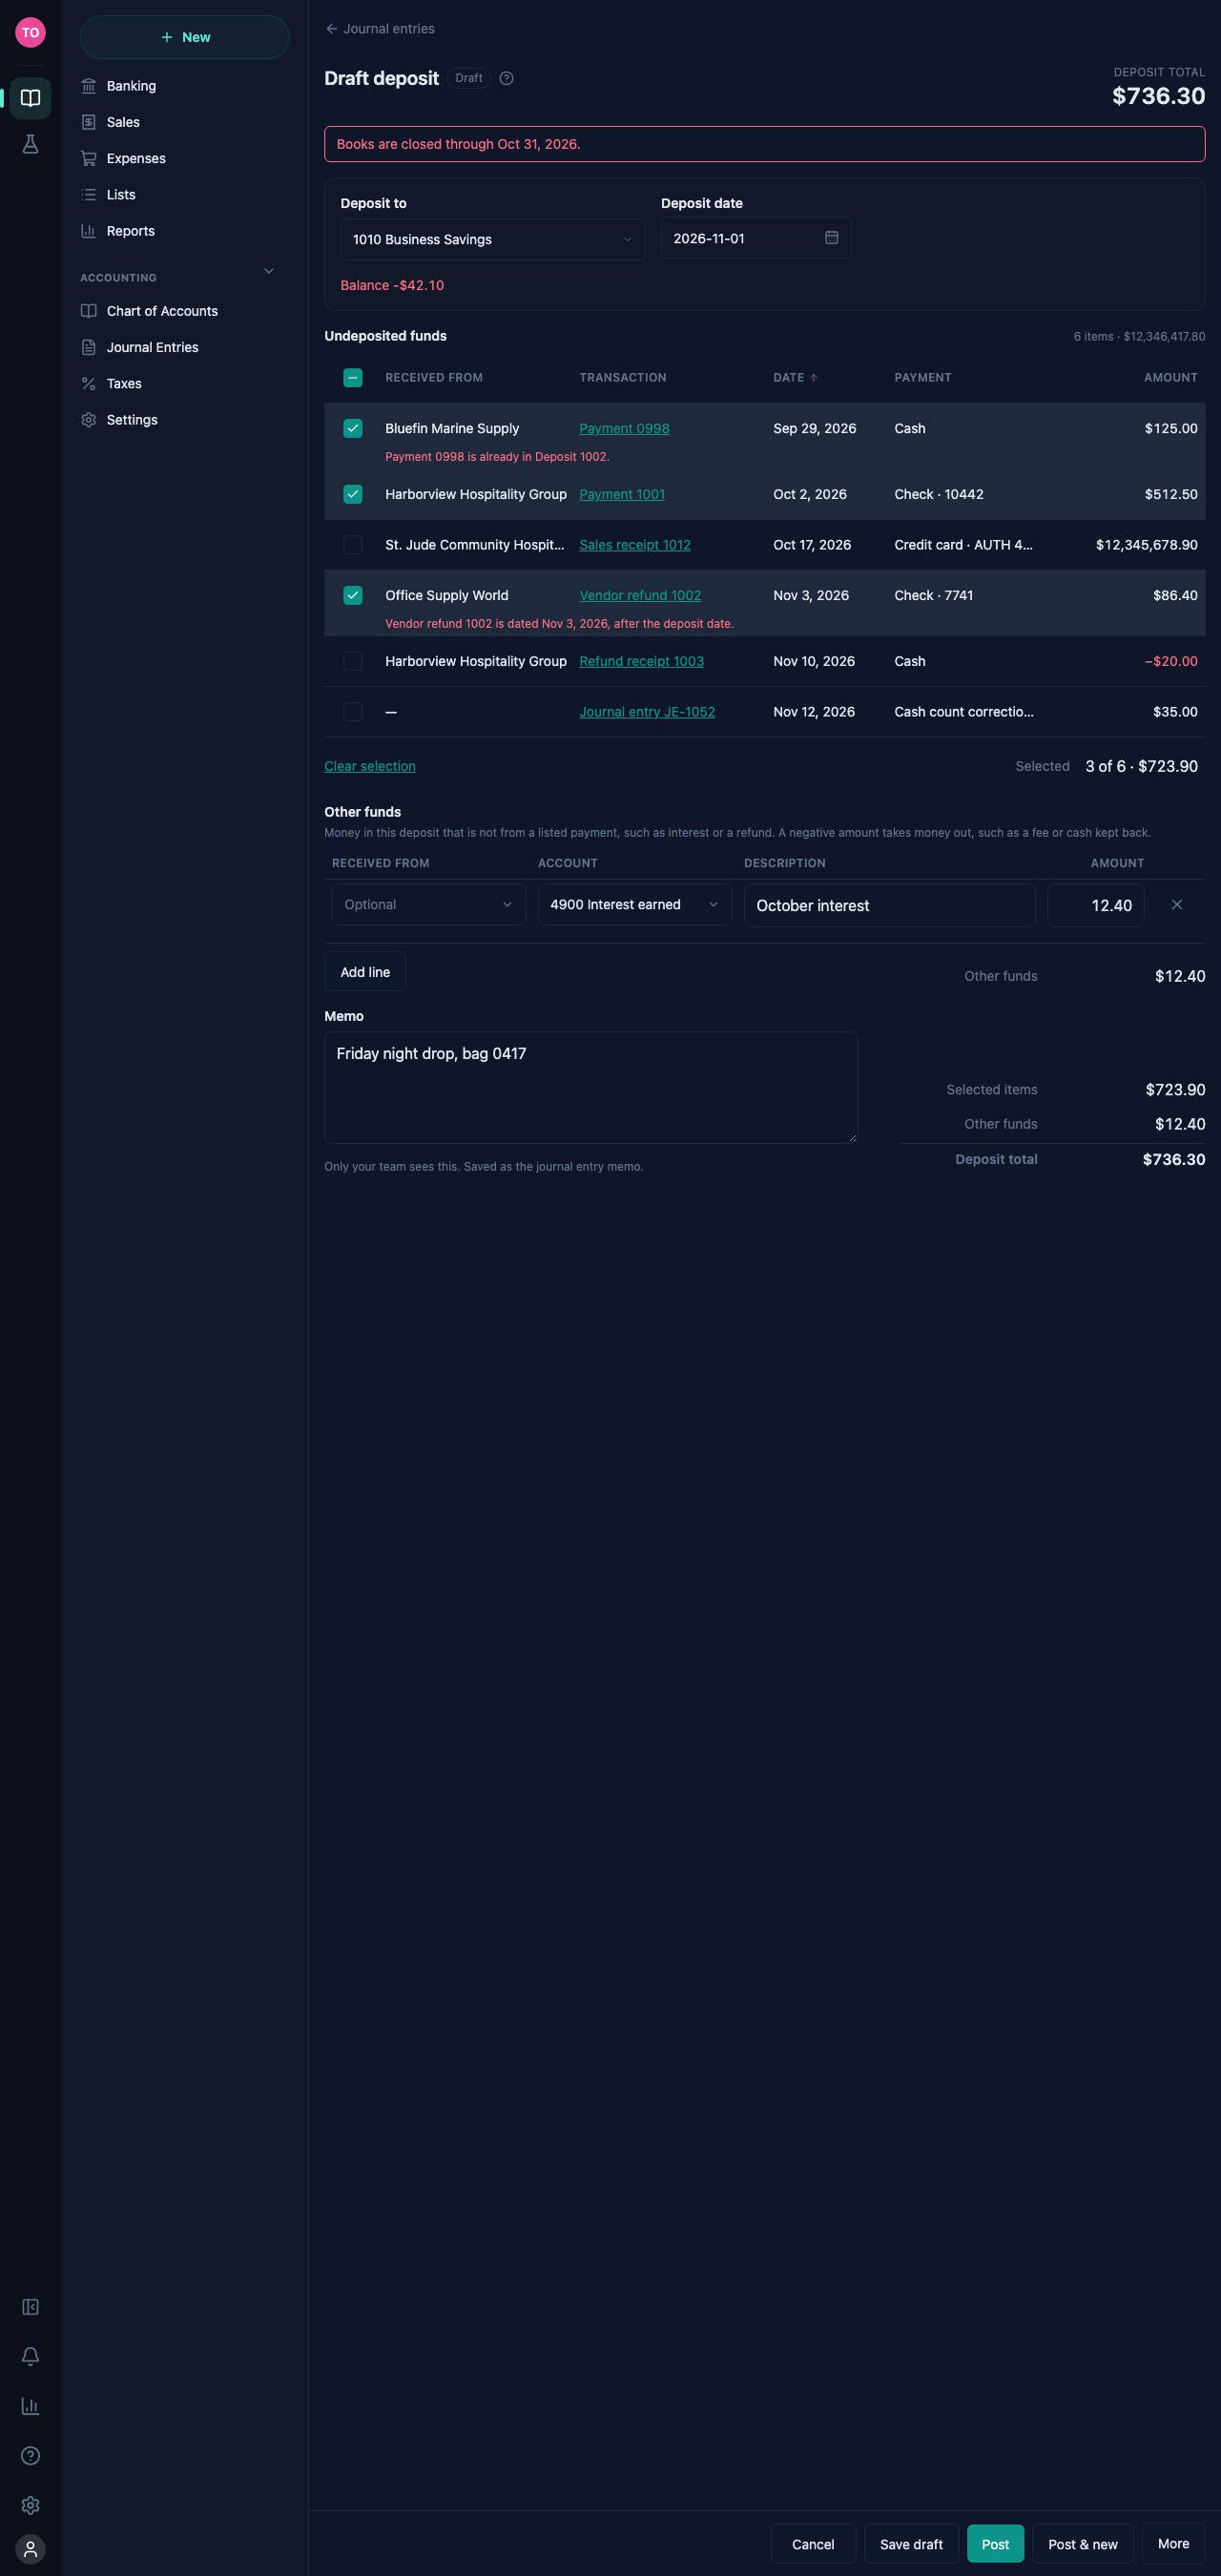 TO
New
Banking
Sales
Expenses
Lists
Reports
ACCOUNTING
Chart of Accounts
Journal Entries
Taxes
Settings
Journal entries
Draft deposit Draft
DEPOSIT TOTAL
$736.30
Books are closed through Oct 31, 2026.
Deposit to Deposit date
1010 Business Savings 2026-11-01
Balance -$42.10
Undeposited funds 6 items · $12,346,417.80
RECEIVED FROM TRANSACTION DATE PAYMENT AMOUNT
Bluefin Marine Supply Payment 0998 Sep 29, 2026 Cash $125.00
Payment 0998 is already in Deposit 1002.
Harborview Hospitality Group Payment 1001 Oct 2, 2026 Check · 10442 $512.50
St. Jude Community Hospit... Sales receipt 1012 Oct 17, 2026 Credit card · AUTH 4... $12,345,678.90
Office Supply World Vendor refund 1002 Nov 3, 2026 Check · 7741 $86.40
Vendor refund 1002 is dated Nov 3, 2026, after the deposit date.
Harborview Hospitality Group Refund receipt 1003 Nov 10, 2026 Cash −$20.00
— Journal entry JE-1052 Nov 12, 2026 Cash count correctio... $35.00
Clear selection Selected 3 of 6 · $723.90
Other funds
Money in this deposit that is not from a listed payment, such as interest or a refund. A negative amount takes money out, such as a fee or cash kept back.
RECEIVED FROM ACCOUNT DESCRIPTION AMOUNT
Optional 4900 Interest earned October interest 12.40
Add line Other funds $12.40
Memo
Friday night drop, bag 0417
Selected items $723.90
Other funds $12.40
Deposit total $736.30
Only your team sees this. Saved as the journal entry memo.
Cancel Save draft Post Post & new More